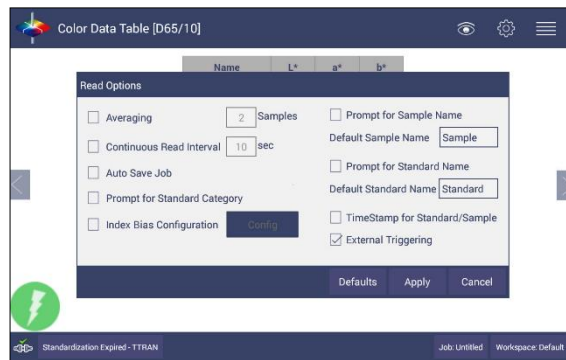 Color Data Table [D65/10]
Name L* a* b*
Read Options
Averaging 2 Samples
Continuous Read Interval 10 sec
Auto Save Job
Prompt for Standard Category
Index Bias Configuration Config
Prompt for Sample Name
Default Sample Name Sample
Prompt for Standard Name
Default Standard Name Standard
TimeStamp for Standard/Sample
External Triggering
Defaults Apply Cancel
Standardization Expired - TTRAN Job: Untitled Workspace: Default